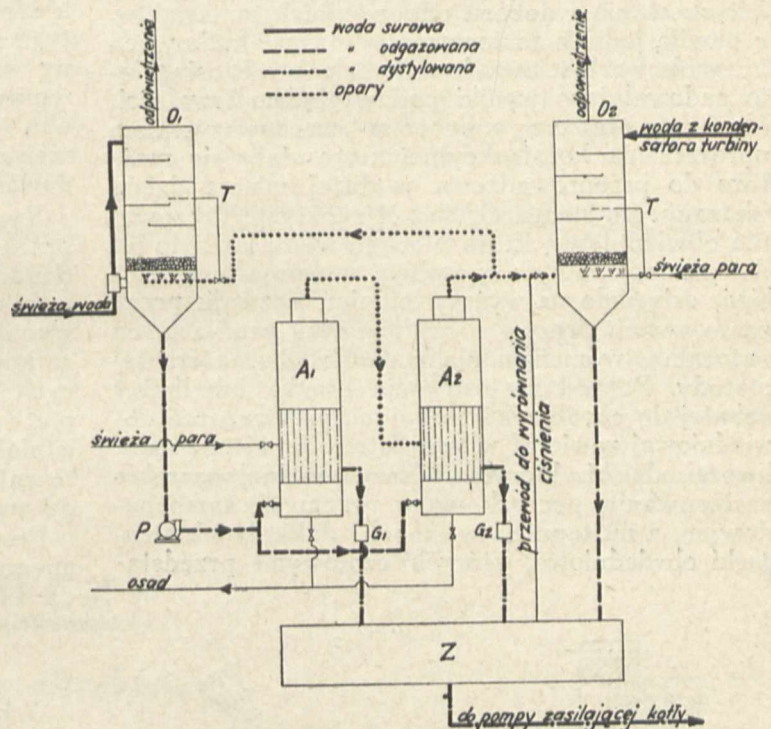 woda surowa
" odgazowana
" dystylowana
opary
odpowietrzenie
O1
odpowietrzenie
O2
woda z konden-
satora turbiny
T
T
świeża woda
świeża para
A1
A2
świeża para
przewód do wyrównania
ciśnienia
P
G1
G2
osad
Z
do pompy zasilającej kotły